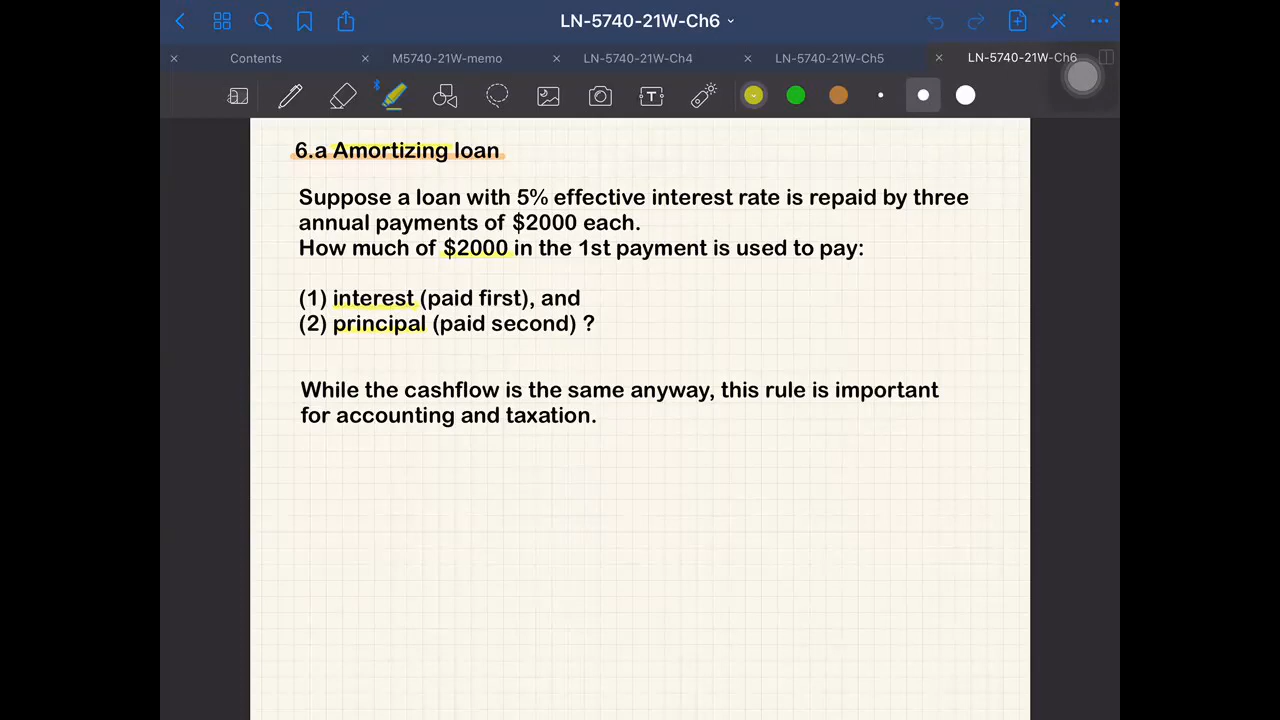 LN-5740-21W-Ch6
Contents
M5740-21W-memo
LN-5740-21W-Ch4
LN-5740-21W-Ch5
LN-5740-21W-Ch6
T
6.a Amortizing loan
Suppose a loan with 5% effective interest rate is repaid by three
annual payments of $2000 each.
How much of $2000 in the 1st payment is used to pay:
(1) interest (paid first), and
(2) principal (paid second) ?
While the cashflow is the same anyway, this rule is important
for accounting and taxation.